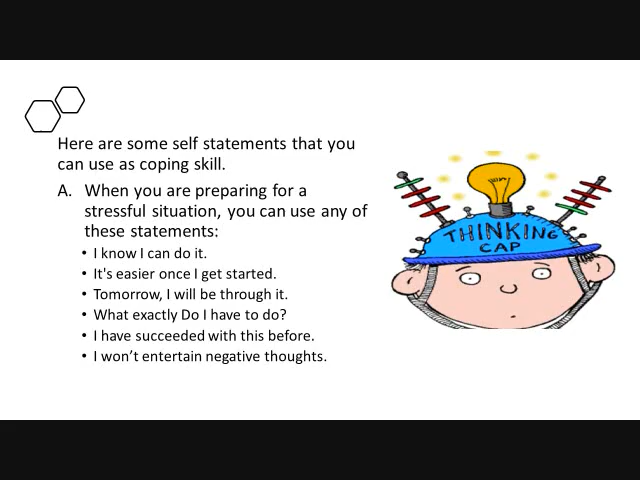 Here are some self statements that you
can use as coping skill.
A. When you are preparing for a
stressful situation, you can use any of
these statements:
• I know I can do it.
• It's easier once I get started.
• Tomorrow, I will be through it.
• What exactly Do I have to do?
• I have succeeded with this before.
• I won’t entertain negative thoughts.
THINKING
CAP